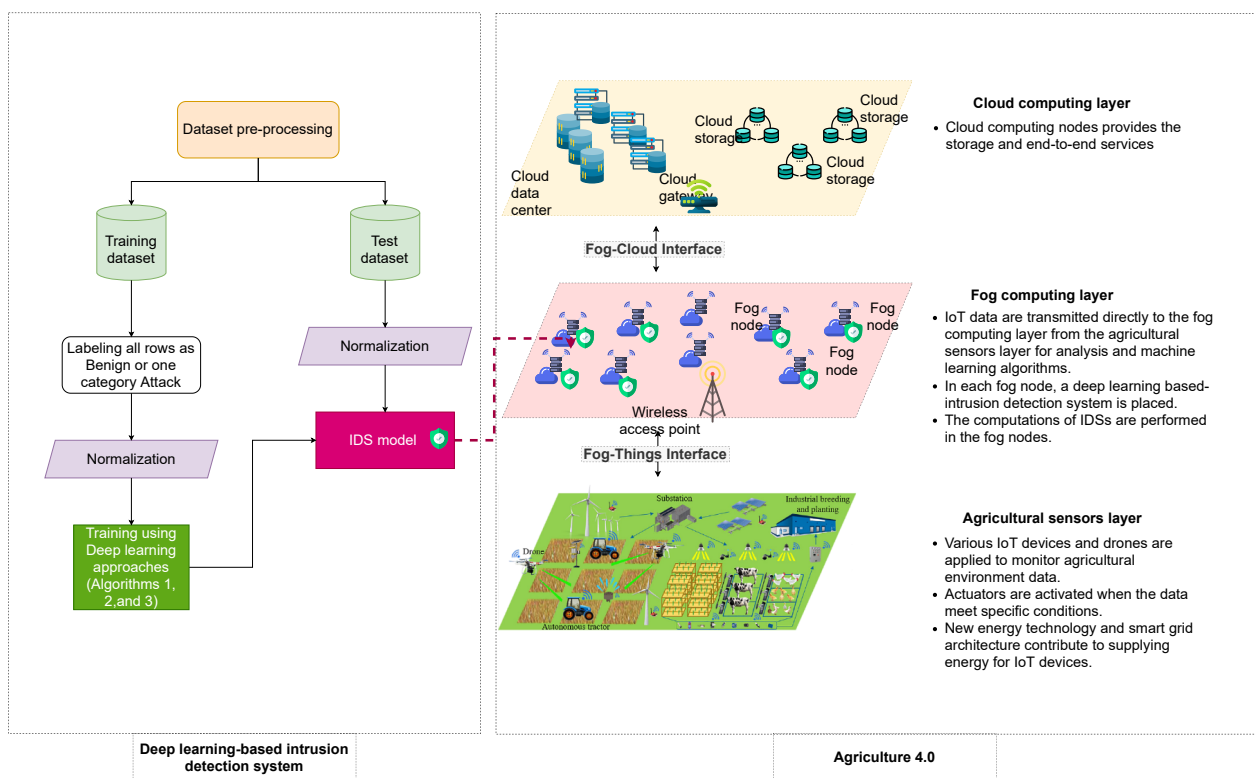 Dataset pre-processing
Training
dataset
Test
dataset
Labeling all rows as
Benign or one
category Attack
Normalization
Normalization
IDS model
Training using
Deep learning
approaches
(Algorithms 1,
2,and 3)
Deep learning-based intrusion
detection system
Cloud
data
center
Cloud
gateway
Cloud
storage
Cloud
storage
Cloud
storage
Cloud computing layer
• Cloud computing nodes provides the
storage and end-to-end services
Fog-Cloud Interface
Fog
node
Fog
node
Fog
node
Wireless
access point
Fog computing layer
• IoT data are transmitted directly to the fog
computing layer from the agricultural
sensors layer for analysis and machine
learning algorithms.
• In each fog node, a deep learning based-
intrusion detection system is placed.
• The computations of IDSs are performed
in the fog nodes.
Fog-Things Interface
Substation
Industrial breeding
and planting
Drone
Autonomous tractor
Agricultural sensors layer
• Various IoT devices and drones are
applied to monitor agricultural
environment data.
• Actuators are activated when the data
meet specific conditions.
• New energy technology and smart grid
architecture contribute to supplying
energy for IoT devices.
Agriculture 4.0